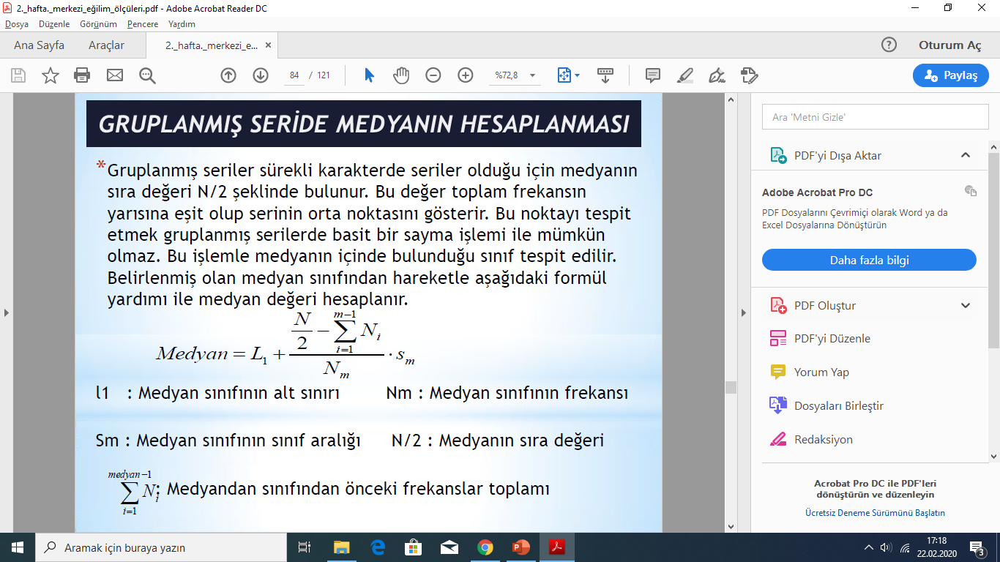 2._hafta._merkezi_eğilim_ölçüleri.pdf - Adobe Acrobat Reader DC
Dosya Düzenle Görünüm Pencere Yardım
Ana Sayfa Araçlar 2._hafta._merkezi_e... × Oturum Aç
84 / 121 %72,8 Paylaş
GRUPLANMIŞ SERİDE MEDYANIN HESAPLANMASI
*Gruplanmış seriler sürekli karakterde seriler olduğu için medyanın
sıra değeri N/2 şeklinde bulunur. Bu değer toplam frekansın
yarısına eşit olup serinin orta noktasını gösterir. Bu noktayı tespit
etmek gruplanmış serilerde basit bir sayma işlemi ile mümkün
olmaz. Bu işlemle medyanın içinde bulunduğu sınıf tespit edilir.
Belirlenmiş olan medyan sınıfından hareketle aşağıdaki formül
yardımı ile medyan değeri hesaplanır.
Medyan = L₁ + (N/2 − ∑_{i=1}^{m−1} N_i) / N_m · s_m
l1 : Medyan sınıfının alt sınırı Nm : Medyan sınıfının frekansı
Sm : Medyan sınıfının sınıf aralığı N/2 : Medyanın sıra değeri
∑_{i=1}^{medyan−1} N_i : Medyandan sınıfından önceki frekanslar toplamı
Ara 'Metni Gizle'
PDF'yi Dışa Aktar
Adobe Acrobat Pro DC
PDF Dosyalarını Çevrimiçi olarak Word ya da
Excel Dosyalarına Dönüştürün
Daha fazla bilgi
PDF Oluştur
PDF'yi Düzenle
Yorum Yap
Dosyaları Birleştir
Redaksiyon
Acrobat Pro DC ile PDF'leri
dönüştürün ve düzenleyin
Ücretsiz Deneme Sürümünü Başlatın
Aramak için buraya yazın
17:18
22.02.2020
3